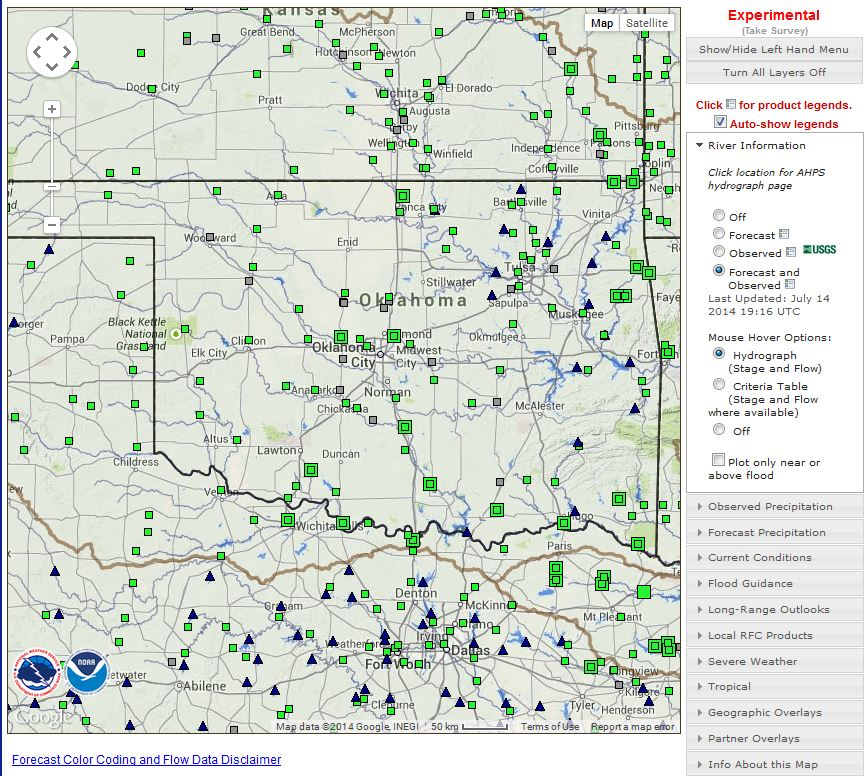 Kansas
Great Bend
McPherson
Hutchinson
Newton
Dodge City
Wichita
El Dorado
Pratt
Augusta
Derby
Wellington
Winfield
Independence
Parsons
Pittsburg
Coffeyville
Joplin
Alva
Ponca City
Bartlesville
Vinita
Woodward
Enid
Stillwater
Tulsa
Sapulpa
Oklahoma
Muskogee
Borger
Pampa
Black Kettle
National
Grassland
Elk City
Clinton
Edmond
Oklahoma
City
Midwest
City
Okmulgee
Fort
Norman
Anadarko
Chickasha
McAlester
Altus
Lawton
Duncan
Childress
Vernon
Wichita Falls
Hugo
Paris
Denton
McKinney
Graham
Mt Pleasant
Weatherford
Irving
Plano
Fort Worth
Dallas
Longview
Sweetwater
Abilene
Kilgore
Cleburne
Tyler
Henderson
Map
Satellite
NOAA
Google
Map data ©2014 Google, INEGI
50 km
Terms of Use
Report a map error
Forecast Color Coding and Flow Data Disclaimer
Experimental
(Take Survey)
Show/Hide Left Hand Menu
Turn All Layers Off
Click for product legends.
Auto-show legends
River Information
Click location for AHPS
hydrograph page
Off
Forecast
Observed USGS
Forecast and
Observed
Last Updated: July 14
2014 19:16 UTC
Mouse Hover Options:
Hydrograph
(Stage and Flow)
Criteria Table
(Stage and Flow
where available)
Off
Plot only near or
above flood
Observed Precipitation
Forecast Precipitation
Current Conditions
Flood Guidance
Long-Range Outlooks
Local RFC Products
Severe Weather
Tropical
Geographic Overlays
Partner Overlays
Info About this Map